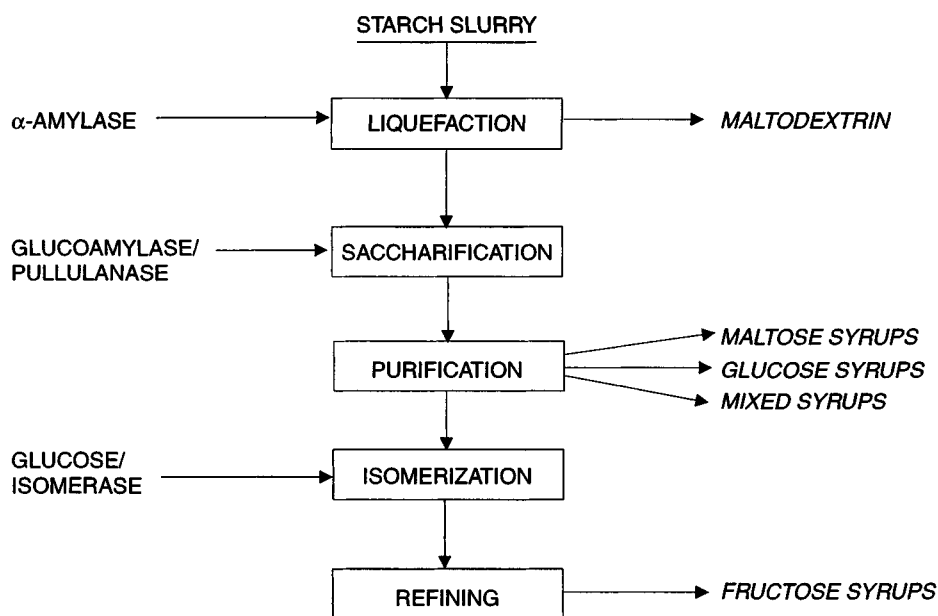 STARCH SLURRY
α-AMYLASE
LIQUEFACTION
MALTODEXTRIN
GLUCOAMYLASE/
PULLULANASE
SACCHARIFICATION
PURIFICATION
MALTOSE SYRUPS
GLUCOSE SYRUPS
MIXED SYRUPS
GLUCOSE/
ISOMERASE
ISOMERIZATION
REFINING
FRUCTOSE SYRUPS